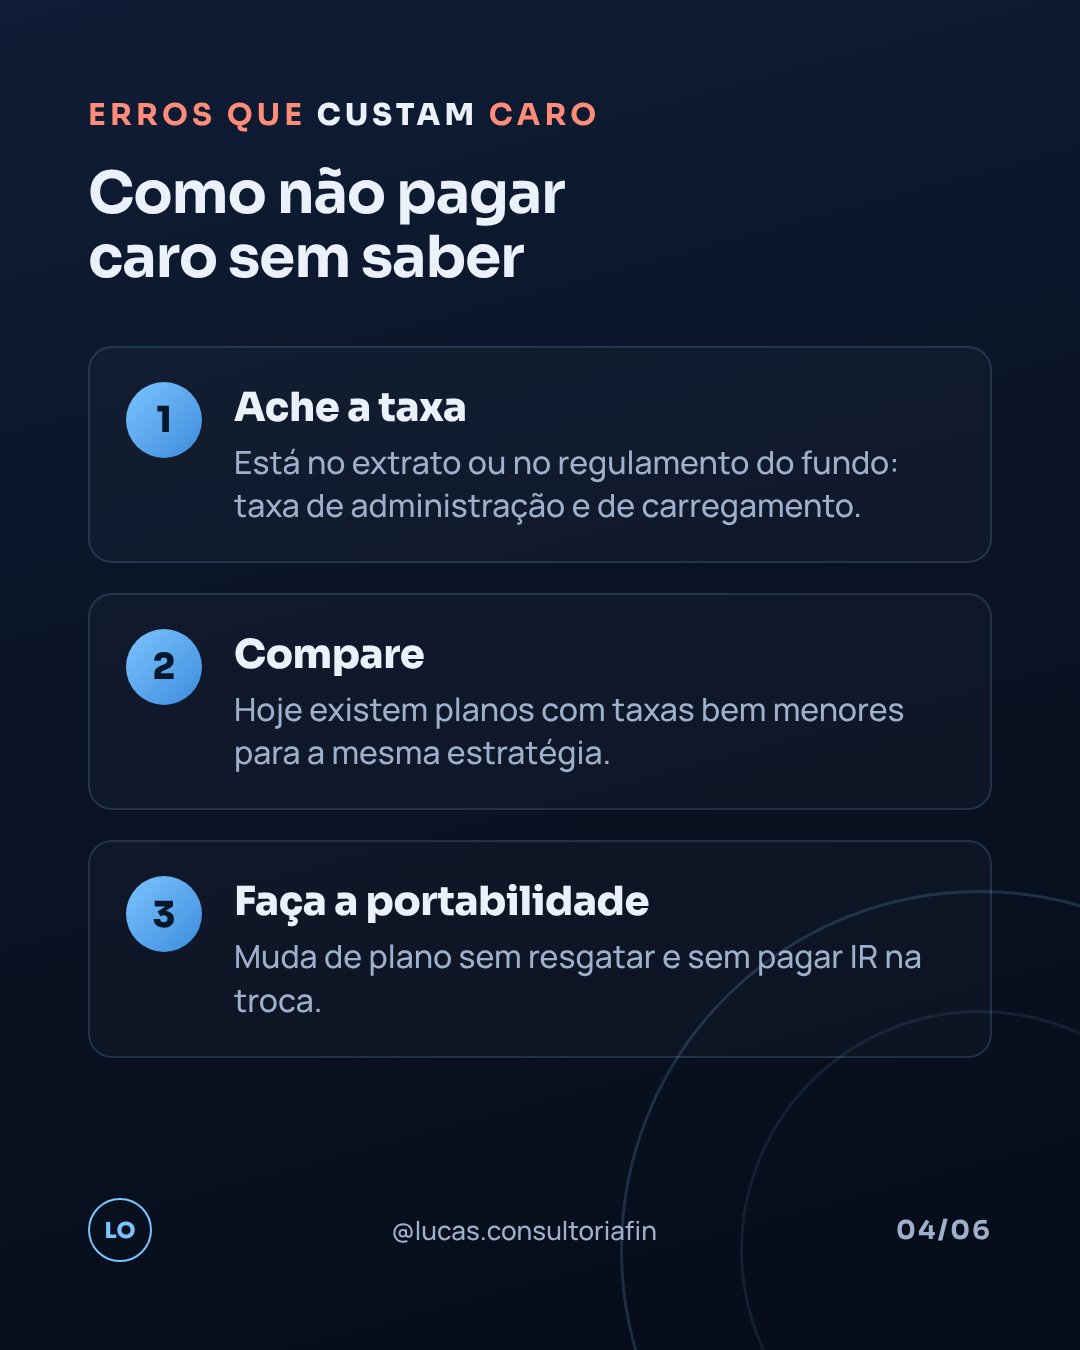 ERROS QUE CUSTAM CARO
Como não pagar
caro sem saber
1
Ache a taxa
Está no extrato ou no regulamento do fundo:
taxa de administração e de carregamento.
2
Compare
Hoje existem planos com taxas bem menores
para a mesma estratégia.
3
Faça a portabilidade
Muda de plano sem resgatar e sem pagar IR na
troca.
LO
@lucas.consultoriafin
04/06